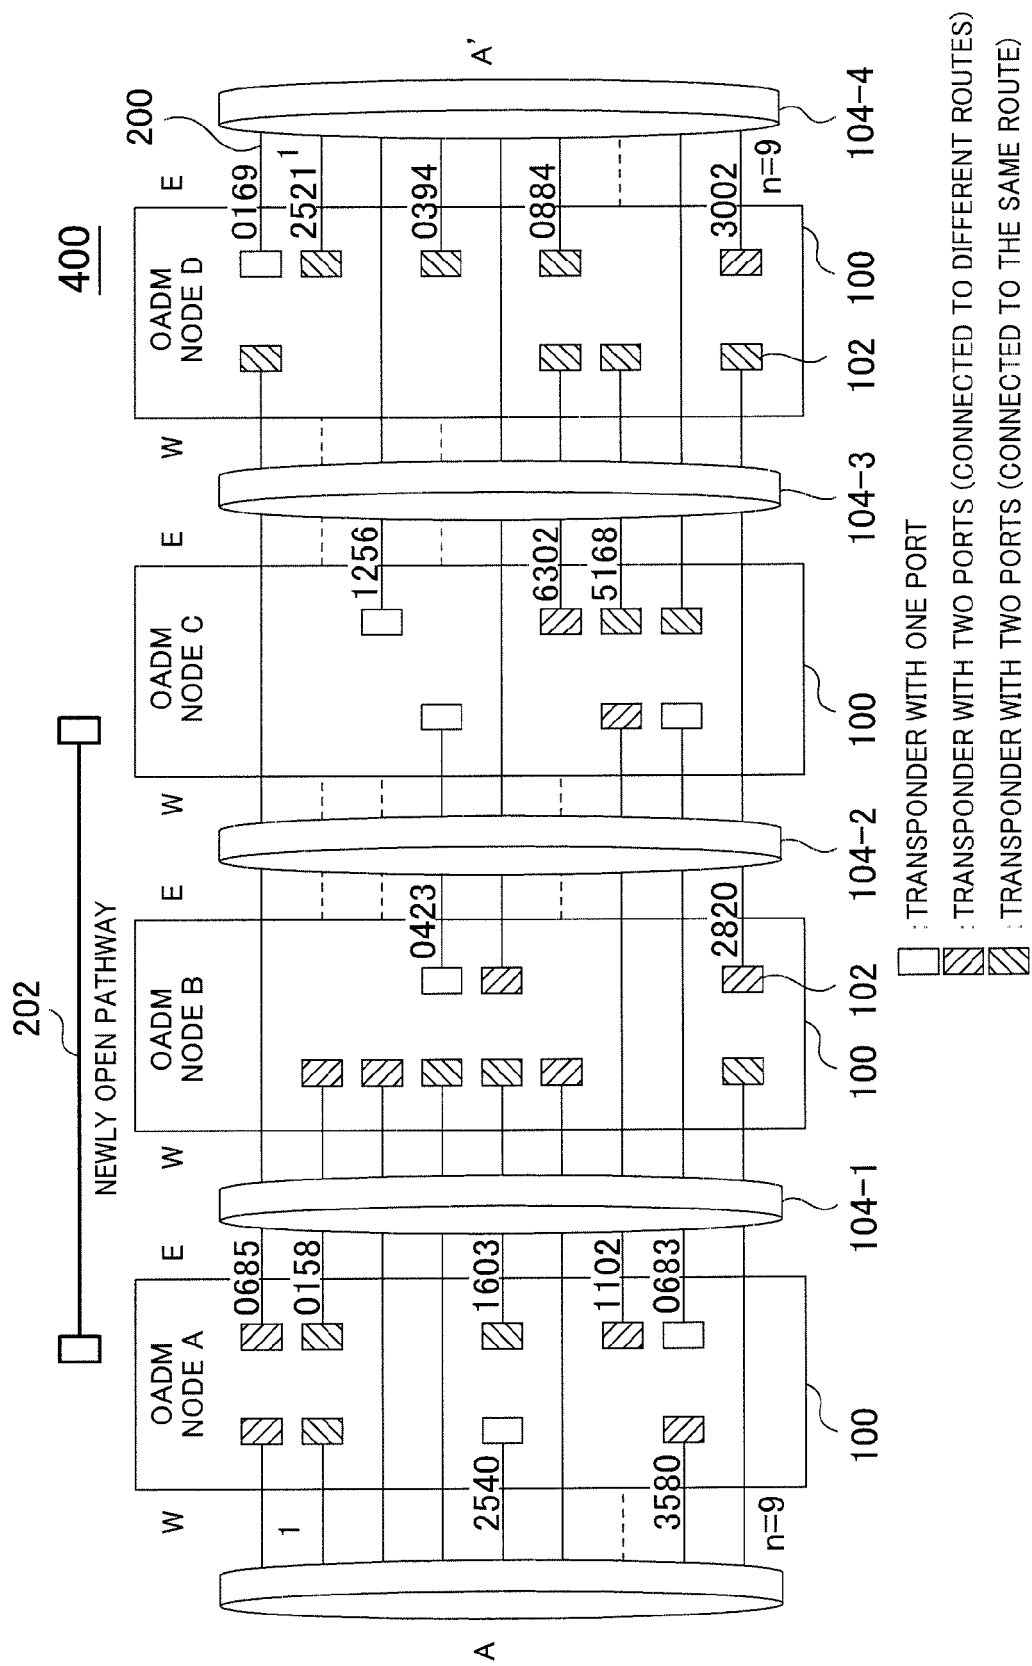 400
202
NEWLY OPEN PATHWAY
W
OADM
NODE A
E
W
OADM
NODE B
E
W
OADM
NODE C
E
W
OADM
NODE D
E
200
A
A'
1
2540
3580
n=9
0685
0158
1603
1102
0683
0423
2820
1256
6302
5168
0169
2521
1
0394
0884
3002
n=9
100
104-1
100
102
104-2
100
104-3
102
100
104-4
: TRANSPONDER WITH ONE PORT
: TRANSPONDER WITH TWO PORTS (CONNECTED TO DIFFERENT ROUTES)
: TRANSPONDER WITH TWO PORTS (CONNECTED TO THE SAME ROUTE)